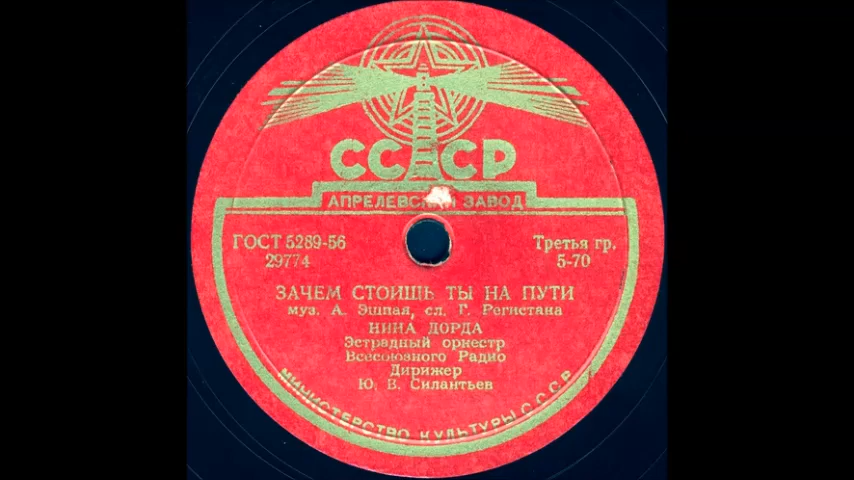 СССР
АПРЕЛЕВСКИЙ ЗАВОД
ГОСТ 5289-56
29774
Третья гр.
5-70
ЗАЧЕМ СТОИШЬ ТЫ НА ПУТИ
муз. А. Эшпая, сл. Г. Регистана
НИНА ДОРДА
Эстрадный оркестр
Всесоюзного Радио
Дирижер
Ю. В. Силантьев
МИНИСТЕРСТВО КУЛЬТУРЫ СССР